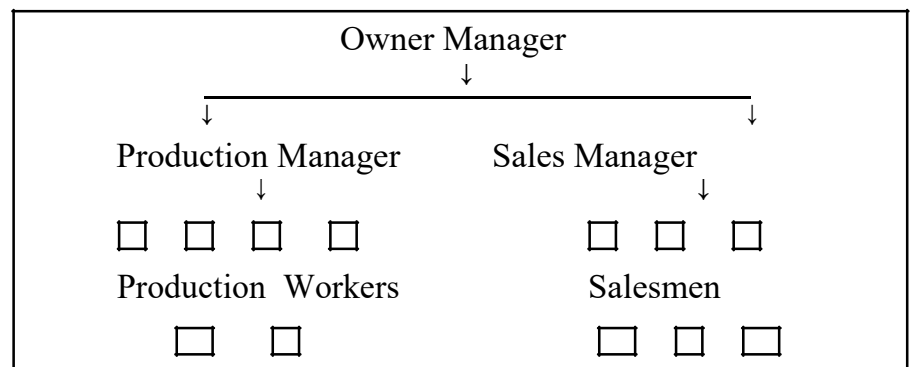 Owner Manager
↓
↓ ↓
Production Manager Sales Manager
↓ ↓
□ □ □ □ □ □ □
Production Workers Salesmen
□ □ □ □ □